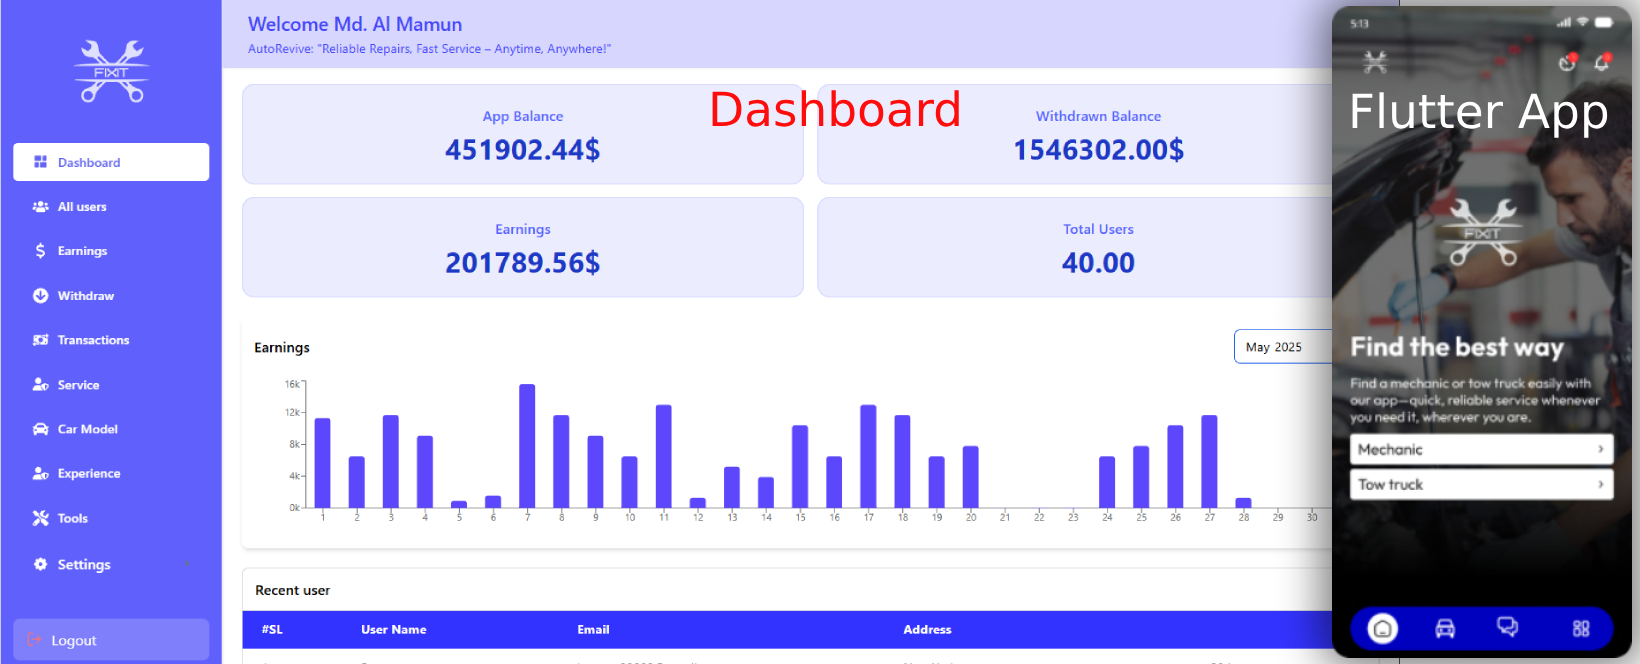 FIXIT
Dashboard
All users
Earnings
Withdraw
Transactions
Service
Car Model
Experience
Tools
Settings
Logout
Welcome Md. Al Mamun
AutoRevive: "Reliable Repairs, Fast Service – Anytime, Anywhere!"
Dashboard
App Balance
451902.44$
Withdrawn Balance
1546302.00$
Earnings
201789.56$
Total Users
40.00
Earnings
May 2025
16k
12k
8k
4k
0k
1 2 3 4 5 6 7 8 9 10 11 12 13 14 15 16 17 18 19 20 21 22 23 24 25 26 27 28 29 30
Recent user
#SL User Name Email Address
5:13
Flutter App
FIXIT
Find the best way
Find a mechanic or tow truck easily with
our app—quick, reliable service whenever
you need it, wherever you are.
Mechanic
Tow truck